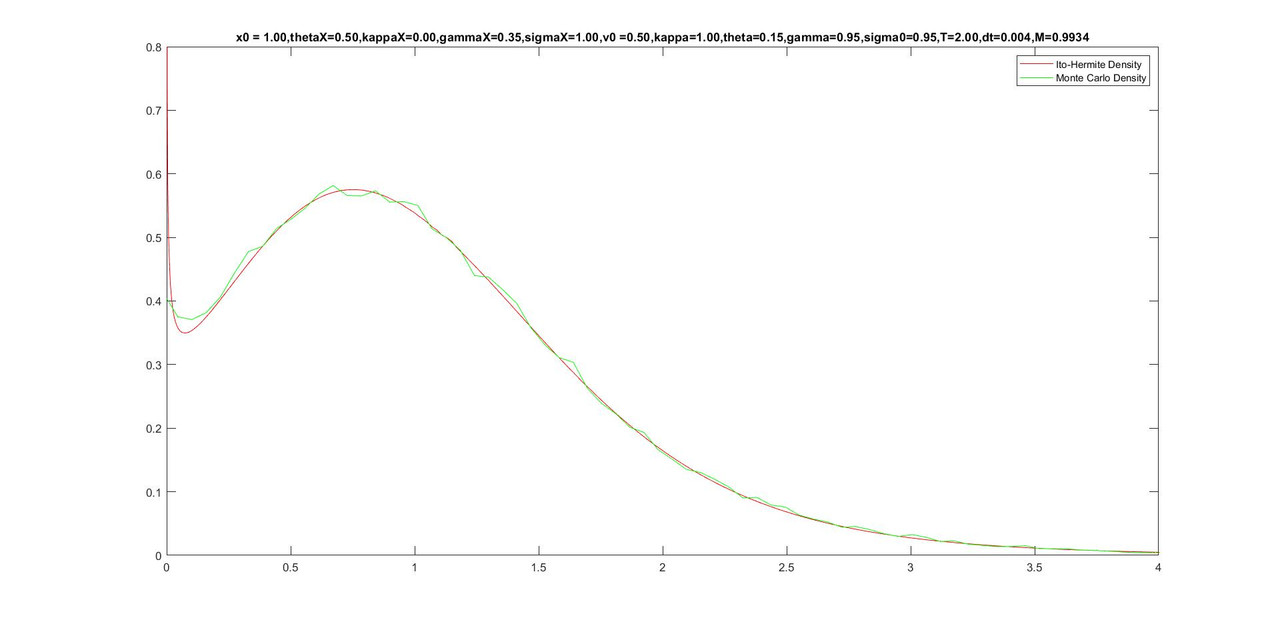 x0 = 1.00,thetaX=0.50,kappaX=0.00,gammaX=0.35,sigmaX=1.00,v0 =0.50,kappa=1.00,theta=0.15,gamma=0.95,sigma0=0.95,T=2.00,dt=0.004,M=0.9934
Ito-Hermite Density
Monte Carlo Density
0.8
0.7
0.6
0.5
0.4
0.3
0.2
0.1
0
0 0.5 1 1.5 2 2.5 3 3.5 4